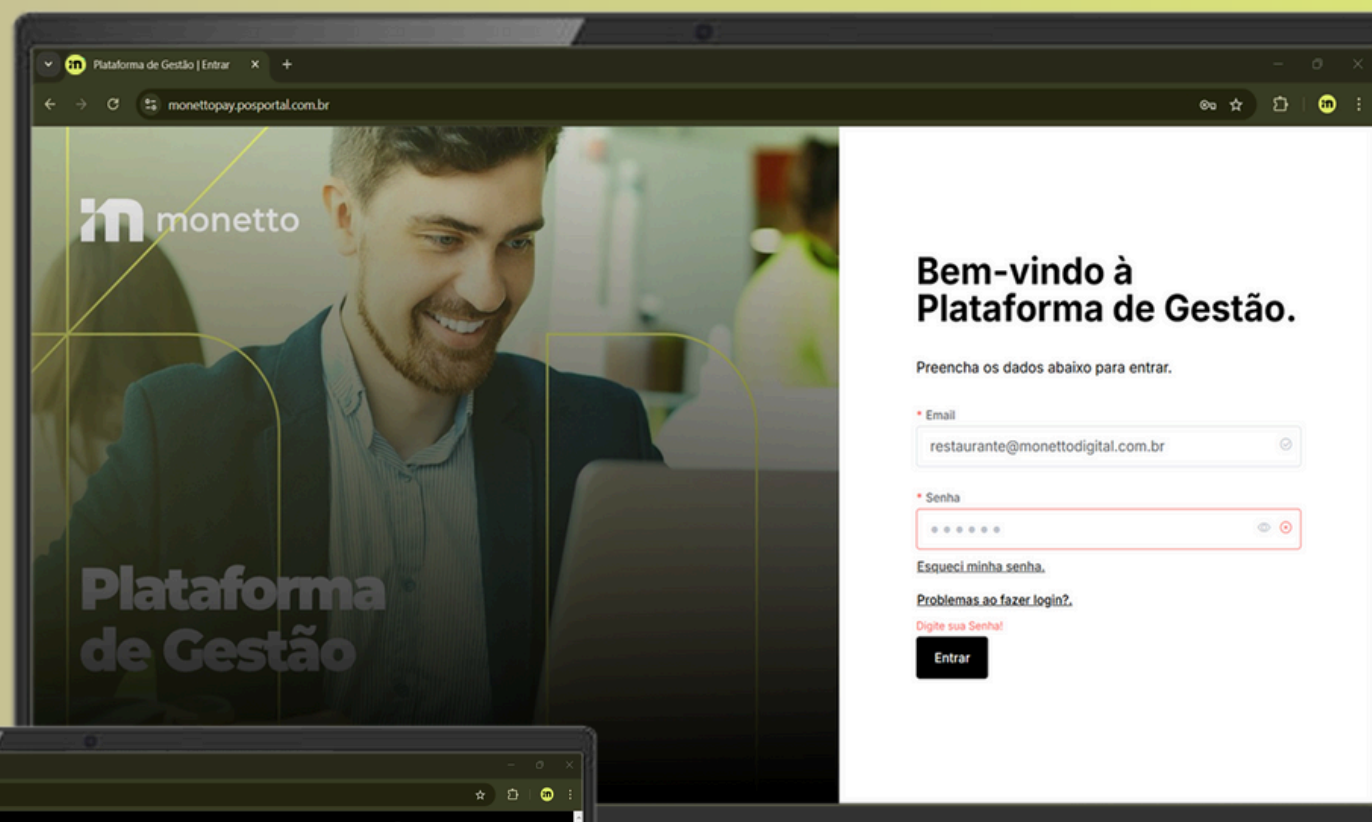 Plataforma de Gestão | Entrar
monettopay.posportal.com.br
monetto
Plataforma
de Gestão
Bem-vindo à
Plataforma de Gestão.
Preencha os dados abaixo para entrar.
* Email
restaurante@monettodigital.com.br
* Senha
Esqueci minha senha.
Problemas ao fazer login?.
Digite sua Senha!
Entrar